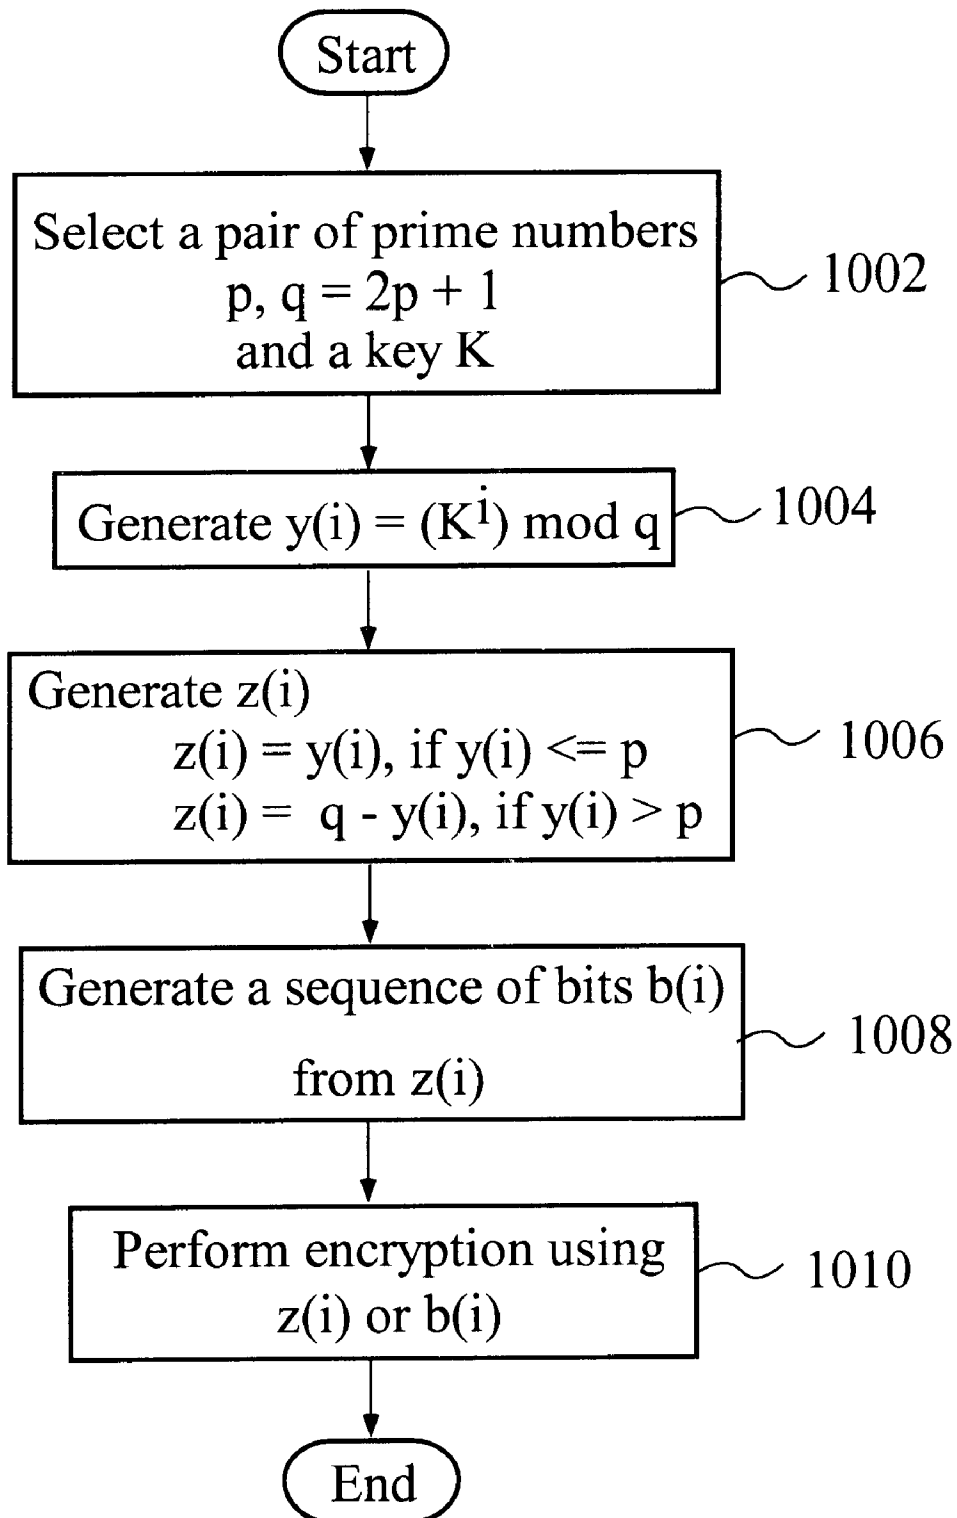 Start
Select a pair of prime numbers
p, q = 2p + 1
and a key K
1002
Generate y(i) = (Kⁱ) mod q
1004
Generate z(i)
z(i) = y(i), if y(i) <= p
z(i) = q - y(i), if y(i) > p
1006
Generate a sequence of bits b(i)
from z(i)
1008
Perform encryption using
z(i) or b(i)
1010
End